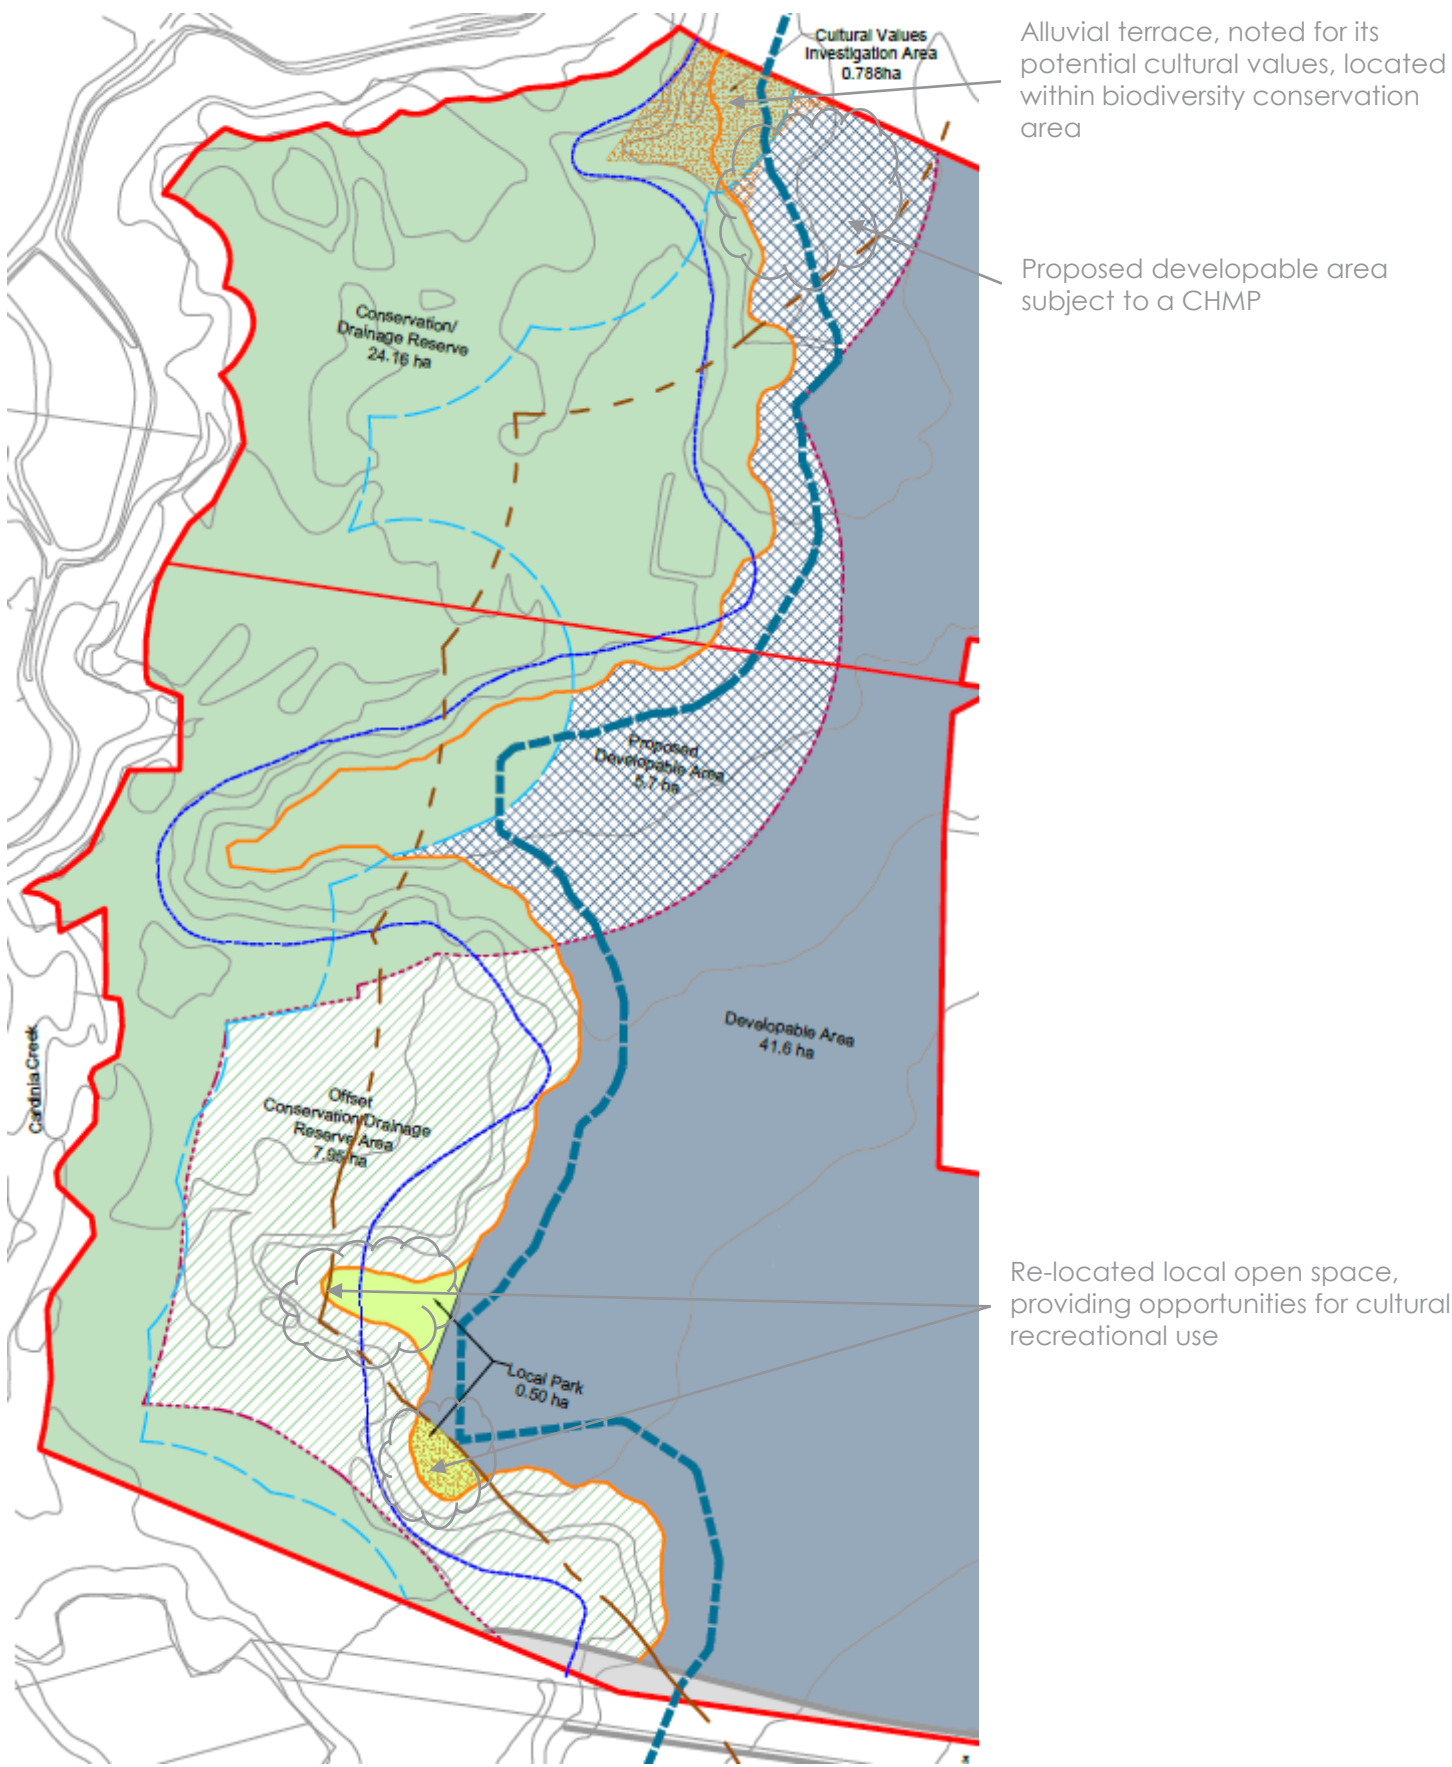 Cultural Values
Investigation Area
0.788ha
Alluvial terrace, noted for its
potential cultural values, located
within biodiversity conservation
area
Proposed developable area
subject to a CHMP
Conservation/
Drainage Reserve
24.16 ha
Proposed
Developable Area
5.7 ha
Developable Area
41.6 ha
Cardinia Creek
Offset
Conservation/Drainage
Reserve Area
7.95 ha
Re-located local open space,
providing opportunities for cultural
recreational use
Local Park
0.50 ha